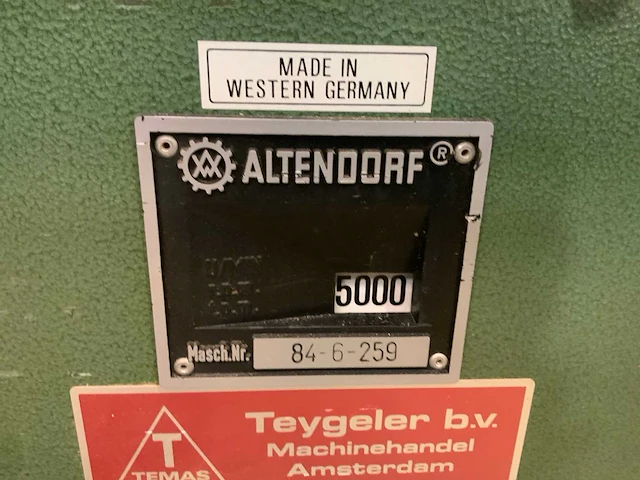 MADE IN
WESTERN GERMANY
ALTENDORF®
5000
Masch.Nr. 84-6-259
T
TEMAS
Teygeler b.v.
Machinehandel
Amsterdam